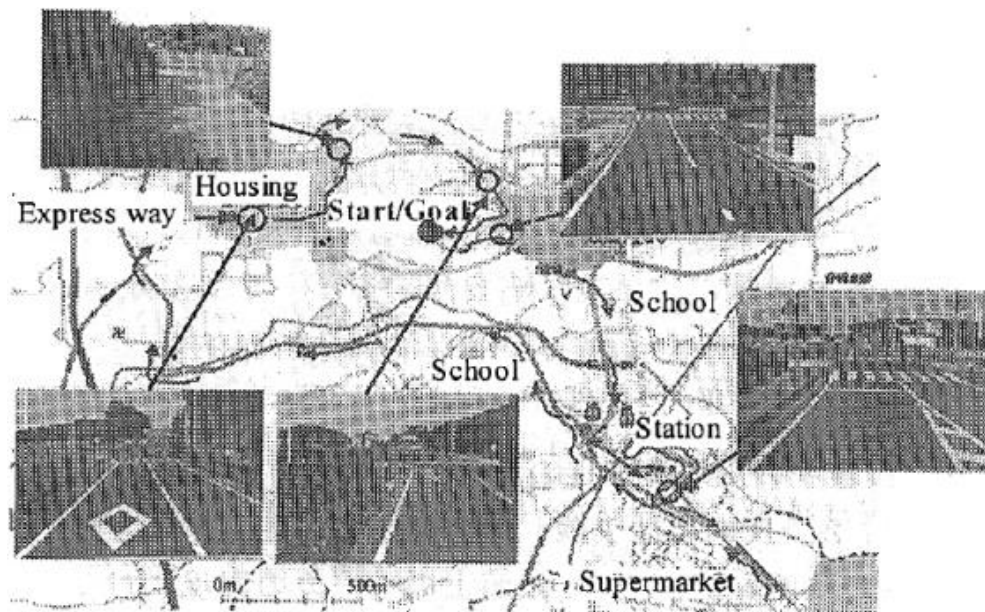 Housing
Express way
Start/Goal
School
School
Station
0m
500m
Supermarket